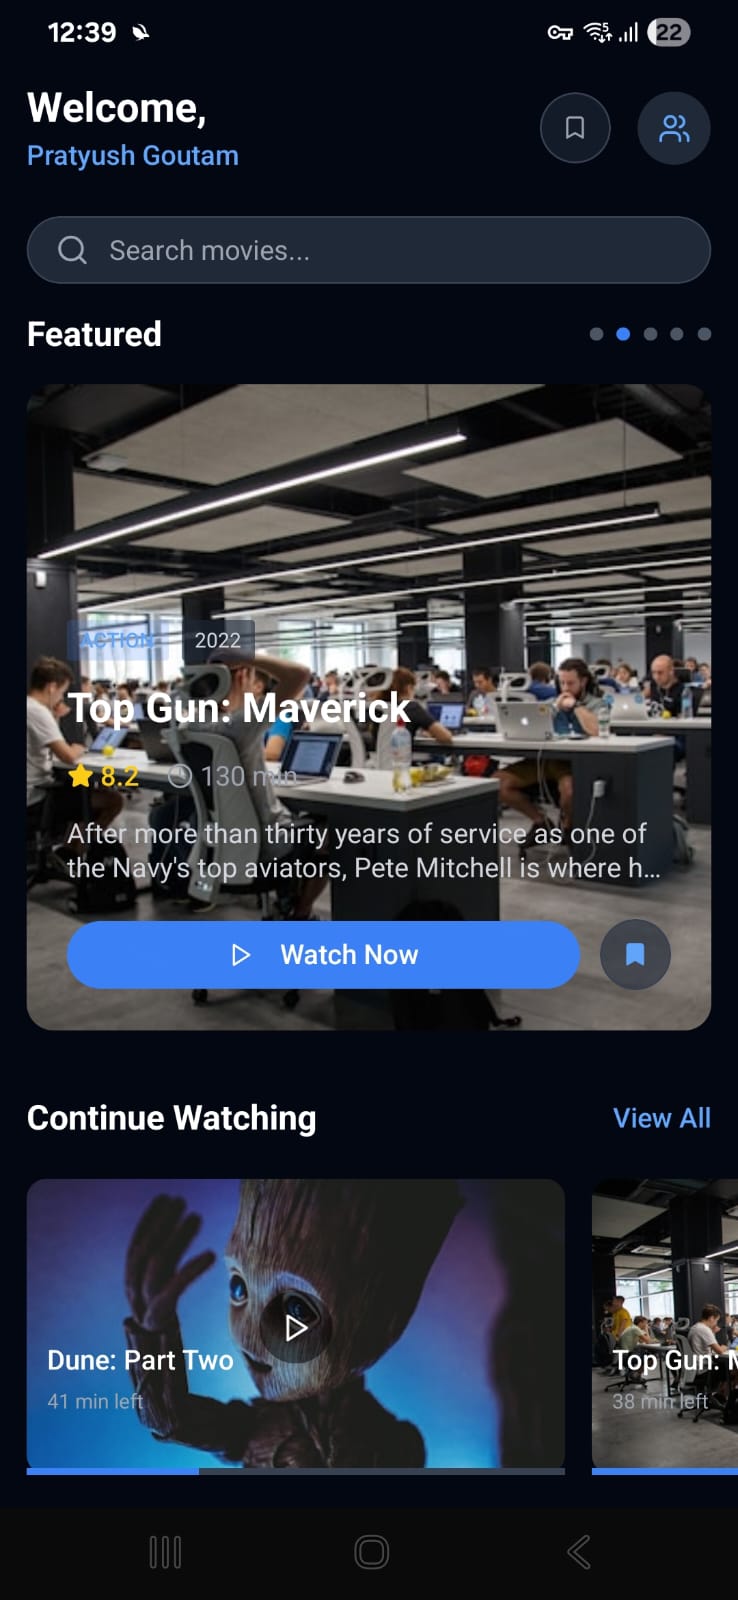 12:39
22
Welcome,
Pratyush Goutam
Search movies...
Featured
ACTION
2022
Top Gun: Maverick
8.2
130 min
After more than thirty years of service as one of
the Navy's top aviators, Pete Mitchell is where h...
Watch Now
Continue Watching
View All
Dune: Part Two
41 min left
Top Gun: M
38 min left